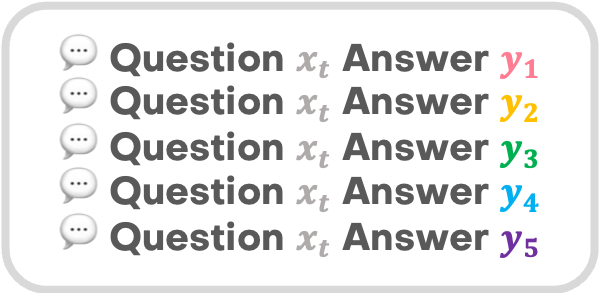 💬 Question xₜ Answer y₁
💬 Question xₜ Answer y₂
💬 Question xₜ Answer y₃
💬 Question xₜ Answer y₄
💬 Question xₜ Answer y₅